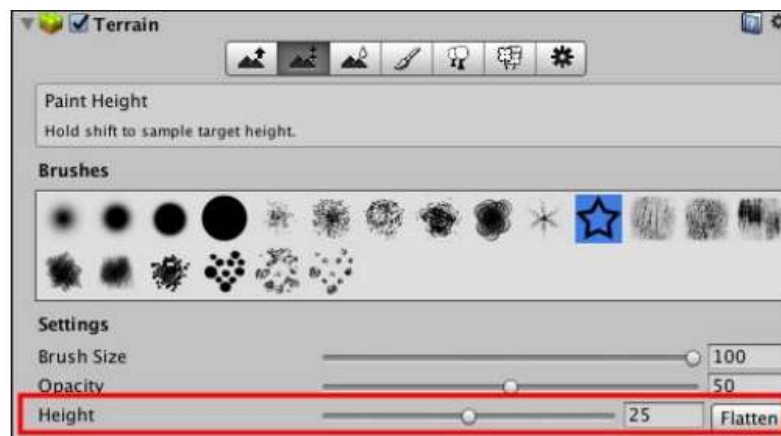 Terrain
Paint Height
Hold shift to sample target height.
Brushes
Settings
Brush Size 100
Opacity 50
Height 25 Flatten